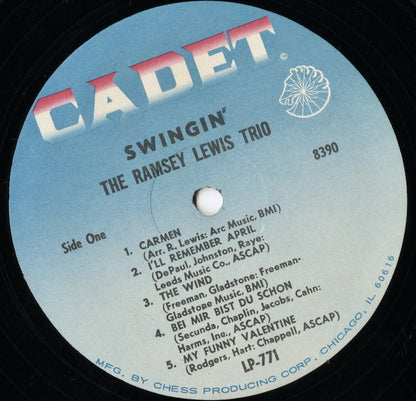 CADET
©
SWINGIN'
THE RAMSEY LEWIS TRIO
8390
Side One
1. CARMEN
(Arr. R. Lewis: Arc Music, BMI)
2. I'LL REMEMBER APRIL
(DePaul, Johnston, Raye:
Leeds Music Co., ASCAP)
3. THE WIND
(Freeman, Gladstone: Freeman-
Gladstone Music, BMI)
4. BEI MIR BIST DU SCHON
(Secunda, Chaplin, Jacobs, Cahn:
Harms, Inc., ASCAP)
5. MY FUNNY VALENTINE
(Rodgers, Hart: Chappell, ASCAP)
LP-771
MFG. BY CHESS PRODUCING CORP. CHICAGO, IL 60616